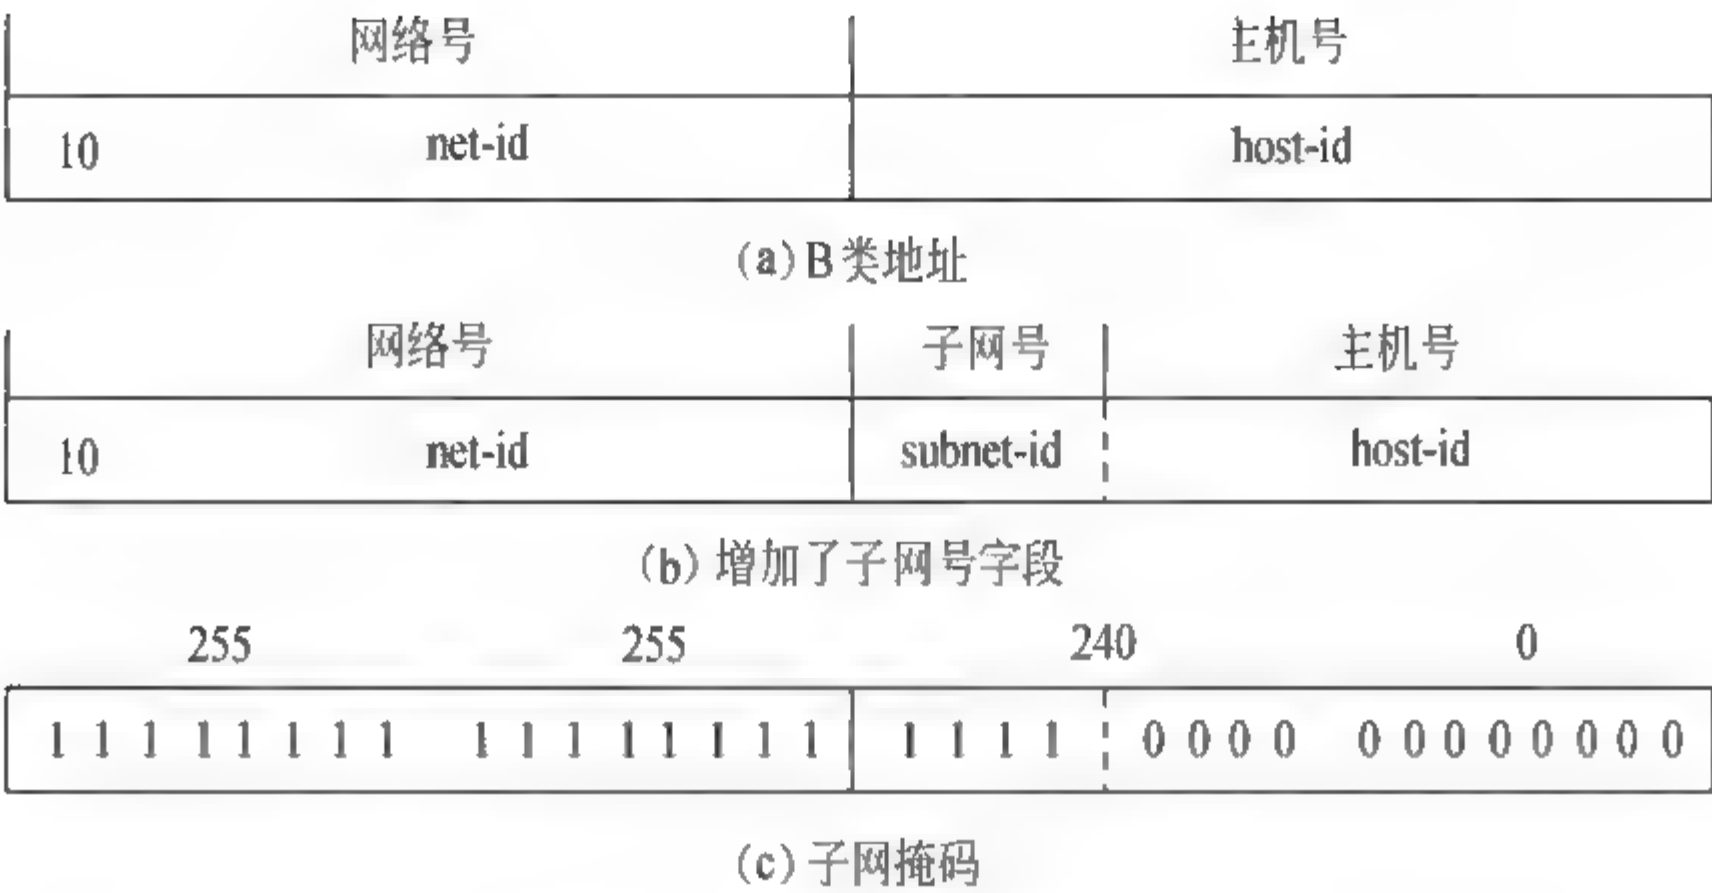 网络号 主机号
10 net-id host-id
(a) B 类地址
网络号 子网号 主机号
10 net-id subnet-id host-id
(b) 增加了子网号字段
255 255 240 0
1 1 1 1 1 1 1 1 1 1 1 1 1 1 1 1 1 1 1 1 0 0 0 0 0 0 0 0 0 0 0 0
(c) 子网掩码